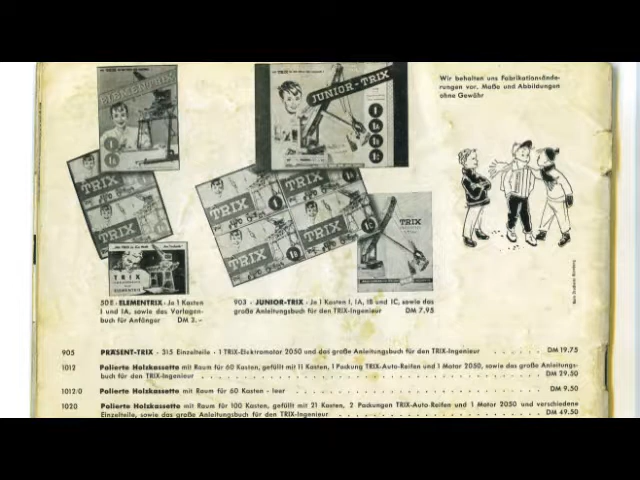 Wir behalten uns Fabrikationsände-
rungen vor. Maße und Abbildungen
ohne Gewähr
ELEMENTRIX
JUNIOR-TRIX
TRIX
TRIX
TRIX
TRIX
TRIX
TRIX
TRIX
TRIX
ELEMENTRIX
ELEMENTRIX - Je 1 Kasten
I und IA, sowie das Vorlagen-
buch für Anfänger DM 3.–
903 - JUNIOR-TRIX - Je 1 Kasten I, IA, IB und IC, sowie das
große Anleitungsbuch für den TRIX-Ingenieur DM 7,95
905 PRÄSENT-TRIX - 315 Einzelteile - 1 TRIX-Elektromotor 2050 und das große Anleitungsbuch für den TRIX-Ingenieur DM 19.75
1012 Polierte Holzkassette mit Raum für 60 Kasten, gefüllt mit 11 Kasten, 1 Packung TRIX-Auto-Reifen und 1 Motor 2050, sowie das große Anleitungs-
buch für den TRIX-Ingenieur DM 29.50
1012/0 Polierte Holzkassette mit Raum für 60 Kasten - leer DM 9.50
1020 Polierte Holzkassette mit Raum für 100 Kasten, gefüllt mit 21 Kasten, 2 Packungen TRIX-Auto-Reifen und 1 Motor 2050 und verschiedene
Einzelteile, sowie das große Anleitungsbuch für den TRIX-Ingenieur DM 49.50